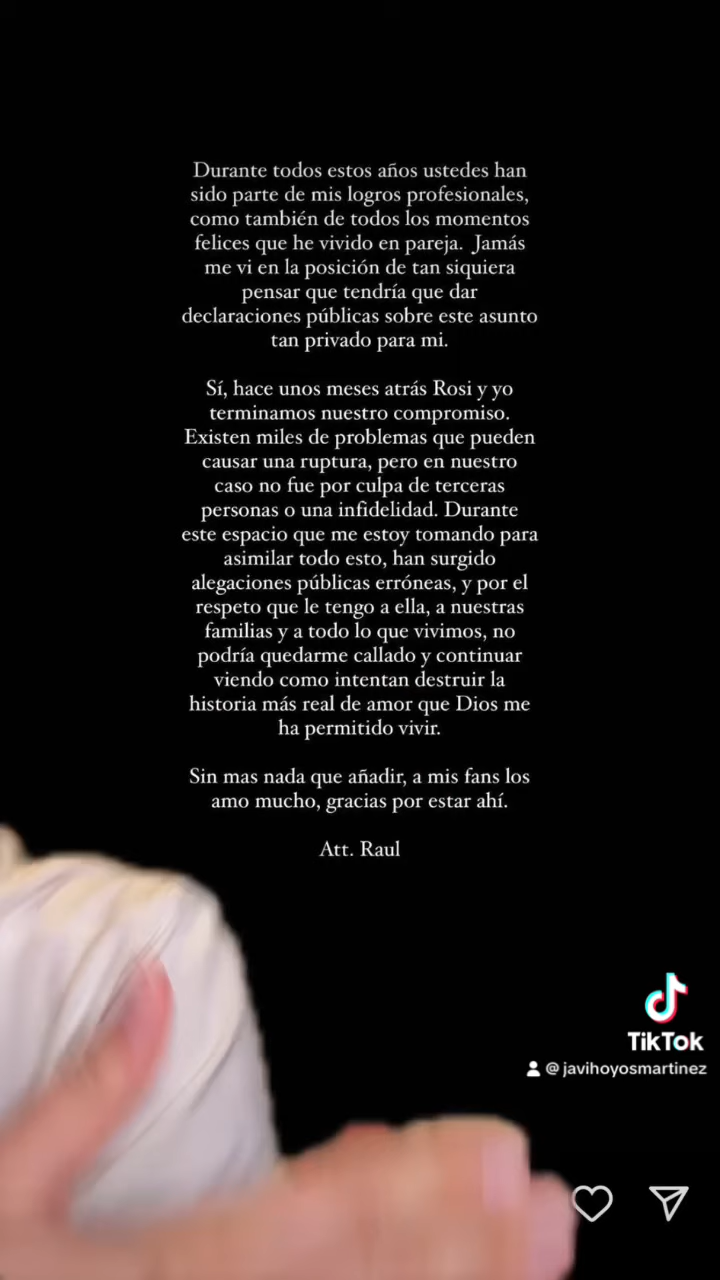 Durante todos estos años ustedes han
sido parte de mis logros profesionales,
como también de todos los momentos
felices que he vivido en pareja. Jamás
me vi en la posición de tan siquiera
pensar que tendría que dar
declaraciones públicas sobre este asunto
tan privado para mi.
Sí, hace unos meses atrás Rosi y yo
terminamos nuestro compromiso.
Existen miles de problemas que pueden
causar una ruptura, pero en nuestro
caso no fue por culpa de terceras
personas o una infidelidad. Durante
este espacio que me estoy tomando para
asimilar todo esto, han surgido
alegaciones públicas erróneas, y por el
respeto que le tengo a ella, a nuestras
familias y a todo lo que vivimos, no
podría quedarme callado y continuar
viendo como intentan destruir la
historia más real de amor que Dios me
ha permitido vivir.
Sin mas nada que añadir, a mis fans los
amo mucho, gracias por estar ahí.
Att. Raul
TikTok
@javihoyosmartinez